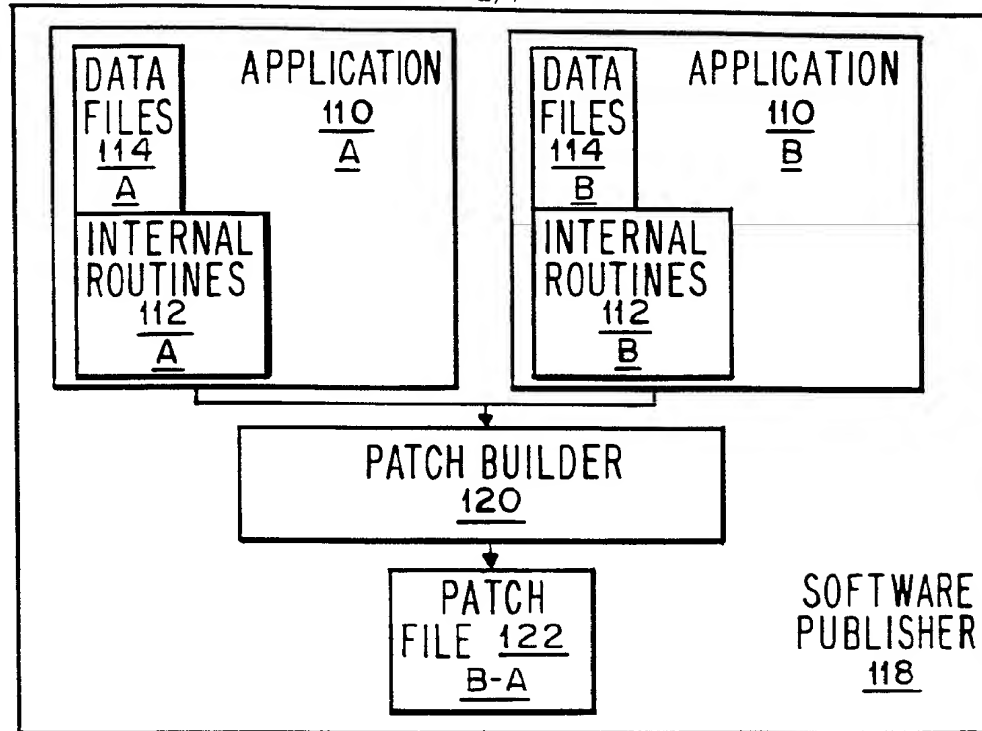 DATA
FILES
114
A
APPLICATION
110
A
INTERNAL
ROUTINES
112
A
DATA
FILES
114
B
APPLICATION
110
B
INTERNAL
ROUTINES
112
B
PATCH BUILDER
120
PATCH
FILE 122
B-A
SOFTWARE
PUBLISHER
118